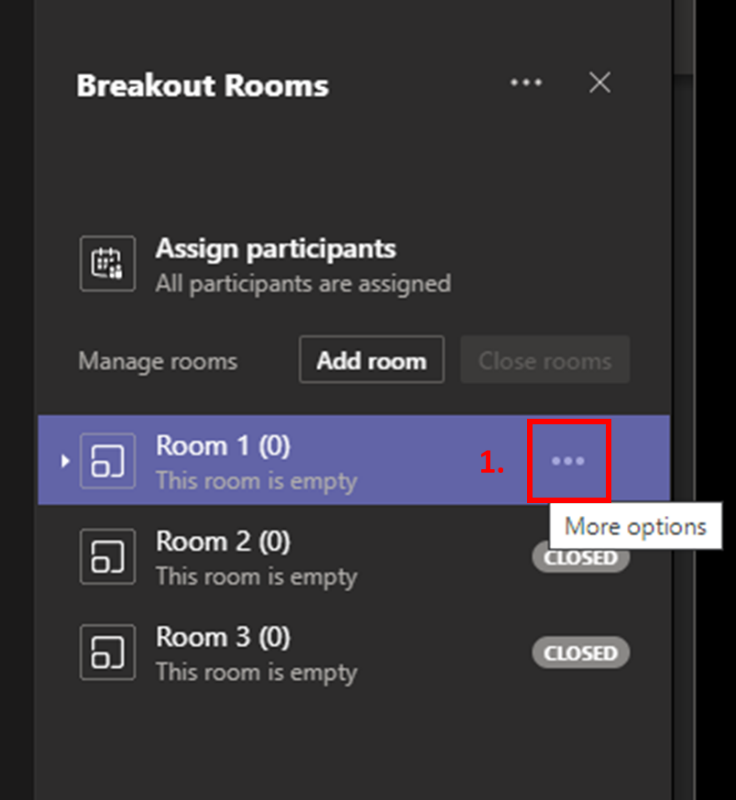 Breakout Rooms
Assign participants
All participants are assigned
Manage rooms
Add room
Close rooms
Room 1 (0)
This room is empty
1.
More options
Room 2 (0)
This room is empty
CLOSED
Room 3 (0)
This room is empty
CLOSED